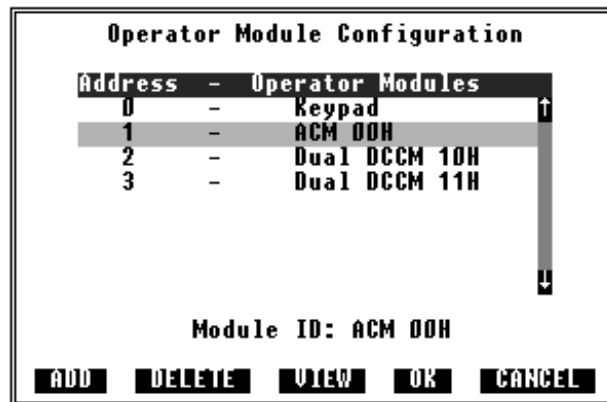 Operator Module Configuration
Address - Operator Modules
0 - Keypad
1 - ACM 00H
2 - Dual DCCM 10H
3 - Dual DCCM 11H
Module ID: ACM 00H
ADD DELETE VIEW OK CANCEL